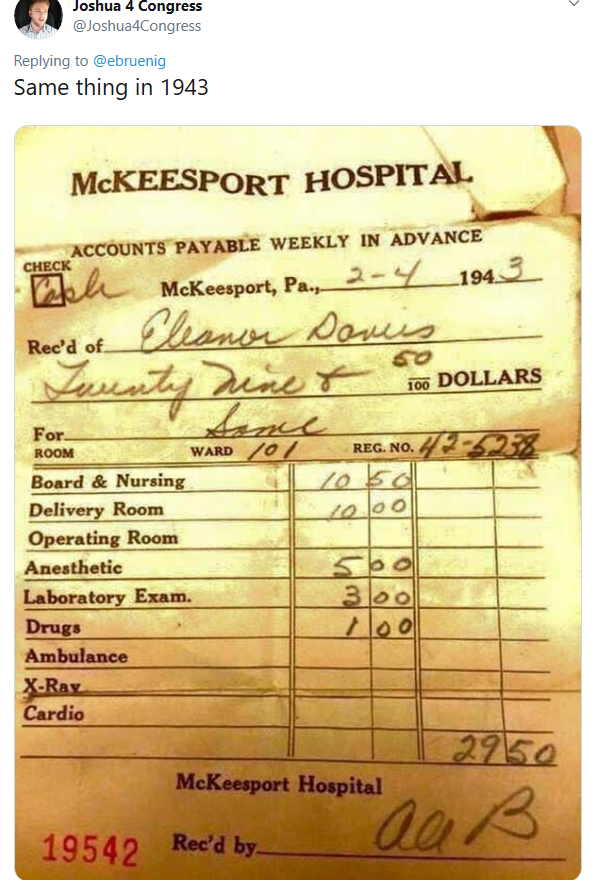 Joshua 4 Congress
@Joshua4Congress
Replying to @ebruenig
Same thing in 1943
McKEESPORT HOSPITAL
ACCOUNTS PAYABLE WEEKLY IN ADVANCE
CHECK
Cash McKeesport, Pa., 2-4 1943
Rec'd of Eleanor Davies
Twenty Nine & 50/100 DOLLARS
For Same
ROOM WARD 101 REG. NO. 42-5238
Board & Nursing 10 50
Delivery Room 10 00
Operating Room
Anesthetic 5 00
Laboratory Exam. 3 00
Drugs 1 00
Ambulance
X-Ray
Cardio
29 50
McKeesport Hospital
19542 Rec'd by